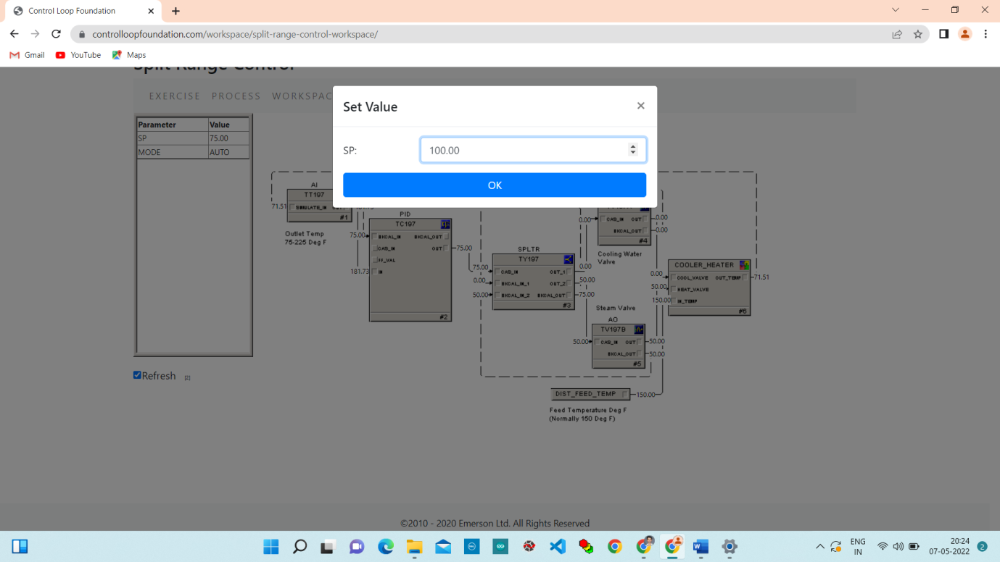 Control Loop Foundation
controlloopfoundation.com/workspace/split-range-control-workspace/
Gmail YouTube Maps
Split Range Control
EXERCISE PROCESS WORKSPAC
Set Value
SP: 100.00
OK
Parameter Value
SP 75.00
MODE AUTO
AI
TT197
71.51 SIMULATE_IN OUT
#1
Outlet Temp
75-225 Deg F
PID
TC197
75.00 BKCAL_IN BKCAL_OUT
CAS_IN OUT 75.00
FF_VAL
181.73 IN
#2
SPLTR
TY197
75.00 CAS_IN OUT_1 0.00
0.00 BKCAL_IN_1 OUT_2 50.00
50.00 BKCAL_IN_2 BKCAL_OUT 75.00
#3
0.00 CAS_IN OUT 0.00
BKCAL_OUT 0.00
#4
Cooling Water
Valve
Steam Valve
AO
TV197B
50.00 CAS_IN OUT 50.00
BKCAL_OUT 50.00
#5
COOLER_HEATER
0.00 COOL_VALVE OUT_TEMP 71.51
50.00 HEAT_VALVE
150.00 IN_TEMP
#6
DIST_FEED_TEMP 150.00
Feed Temperature Deg F
(Normally 150 Deg F)
Refresh [2]
©2010 - 2020 Emerson Ltd. All Rights Reserved
ENG
IN
20:24
07-05-2022
2